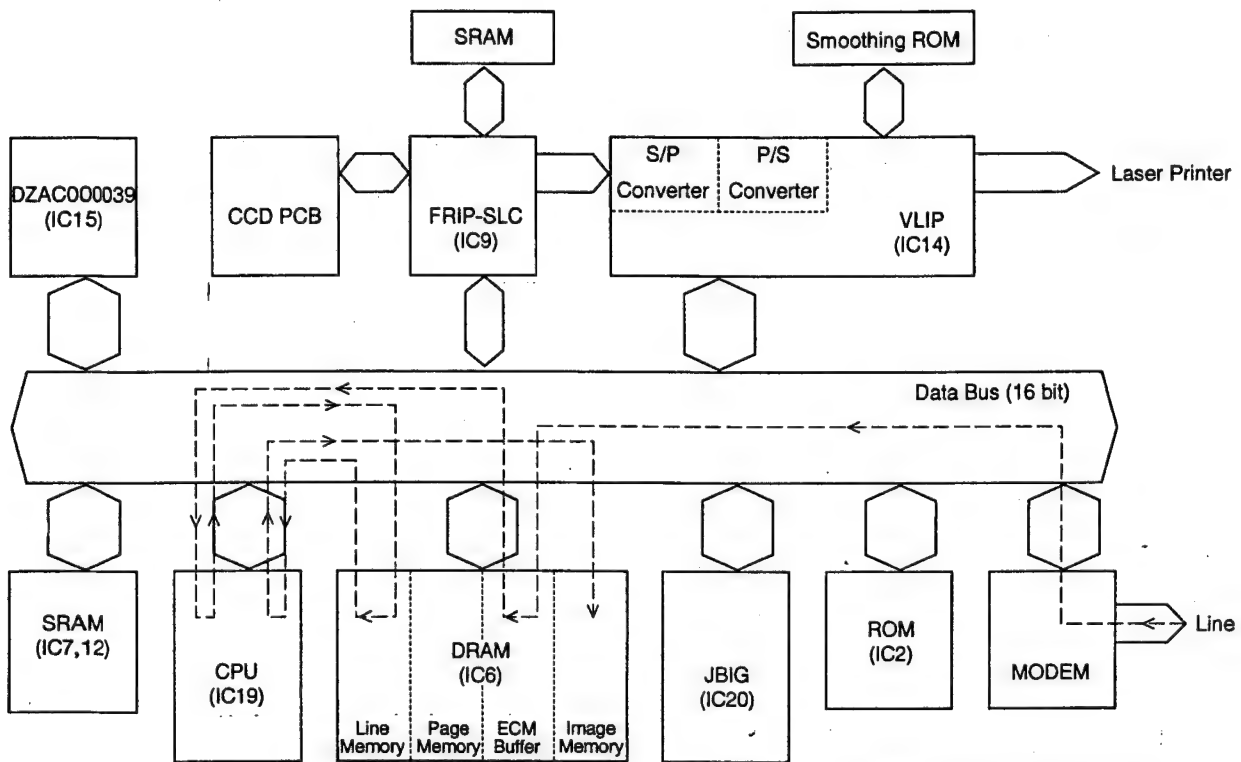 SRAM
Smoothing ROM
DZAC000039
(IC15)
CCD PCB
FRIP-SLC
(IC9)
S/P
Converter
P/S
Converter
VLIP
(IC14)
Laser Printer
Data Bus (16 bit)
SRAM
(IC7,12)
CPU
(IC19)
DRAM
(IC6)
Line
Memory
Page
Memory
ECM
Buffer
Image
Memory
JBIG
(IC20)
ROM
(IC2)
MODEM
Line